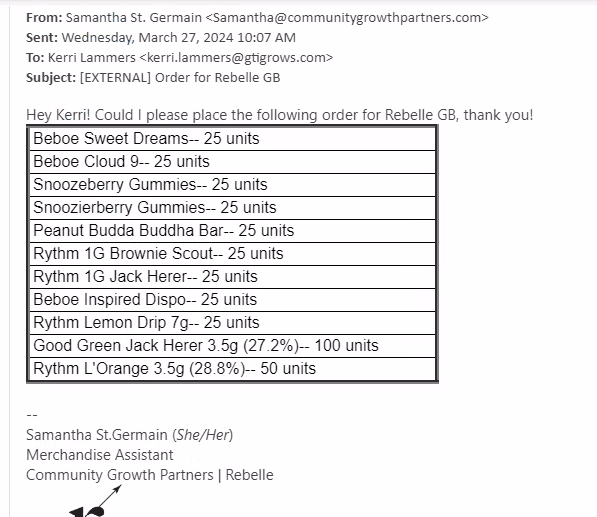 From: Samantha St. Germain <Samantha@communitygrowthpartners.com>
Sent: Wednesday, March 27, 2024 10:07 AM
To: Kerri Lammers <kerri.lammers@gtigrows.com>
Subject: [EXTERNAL] Order for Rebelle GB
Hey Kerri! Could I please place the following order for Rebelle GB, thank you!
Beboe Sweet Dreams-- 25 units
Beboe Cloud 9-- 25 units
Snoozeberry Gummies-- 25 units
Snoozierberry Gummies-- 25 units
Peanut Budda Buddha Bar-- 25 units
Rythm 1G Brownie Scout-- 25 units
Rythm 1G Jack Herer-- 25 units
Beboe Inspired Dispo-- 25 units
Rythm Lemon Drip 7g-- 25 units
Good Green Jack Herer 3.5g (27.2%)-- 100 units
Rythm L'Orange 3.5g (28.8%)-- 50 units
--
Samantha St.Germain (She/Her)
Merchandise Assistant
Community Growth Partners | Rebelle